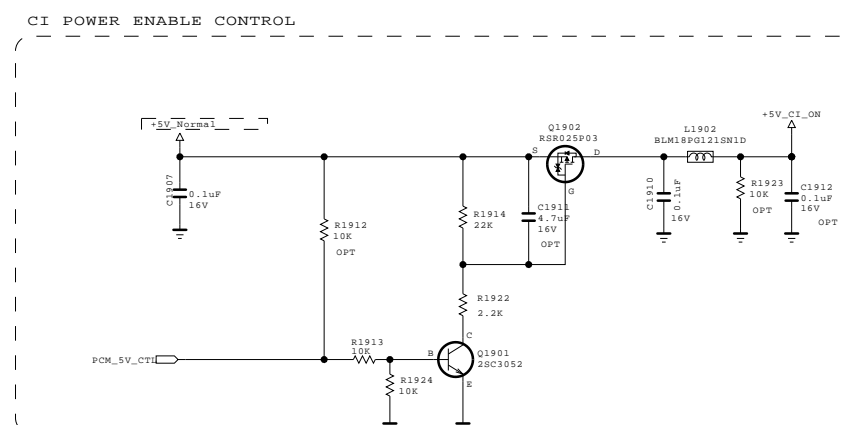 CI POWER ENABLE CONTROL
+5V_Normal
+5V_CI_ON
Q1902
RSR025P03
L1902
BLM18PG121SN1D
S
D
G
C1907
0.1uF
16V
R1912
10K
OPT
R1914
22K
C1911
4.7uF
16V
OPT
C1910
0.1uF
16V
R1923
10K
OPT
C1912
0.1uF
16V
OPT
R1922
2.2K
C
PCM_5V_CTL
R1913
10K
B
Q1901
2SC3052
E
R1924
10K